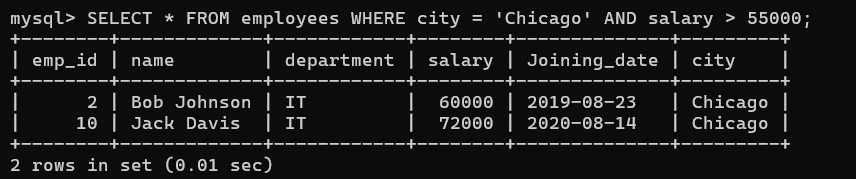 mysql> SELECT * FROM employees WHERE city = 'Chicago' AND salary > 55000;
+--------+-------------+------------+--------+--------------+---------+
| emp_id | name        | department | salary | Joining_date | city    |
+--------+-------------+------------+--------+--------------+---------+
|      2 | Bob Johnson | IT         |  60000 | 2019-08-23   | Chicago |
|     10 | Jack Davis  | IT         |  72000 | 2020-08-14   | Chicago |
+--------+-------------+------------+--------+--------------+---------+
2 rows in set (0.01 sec)